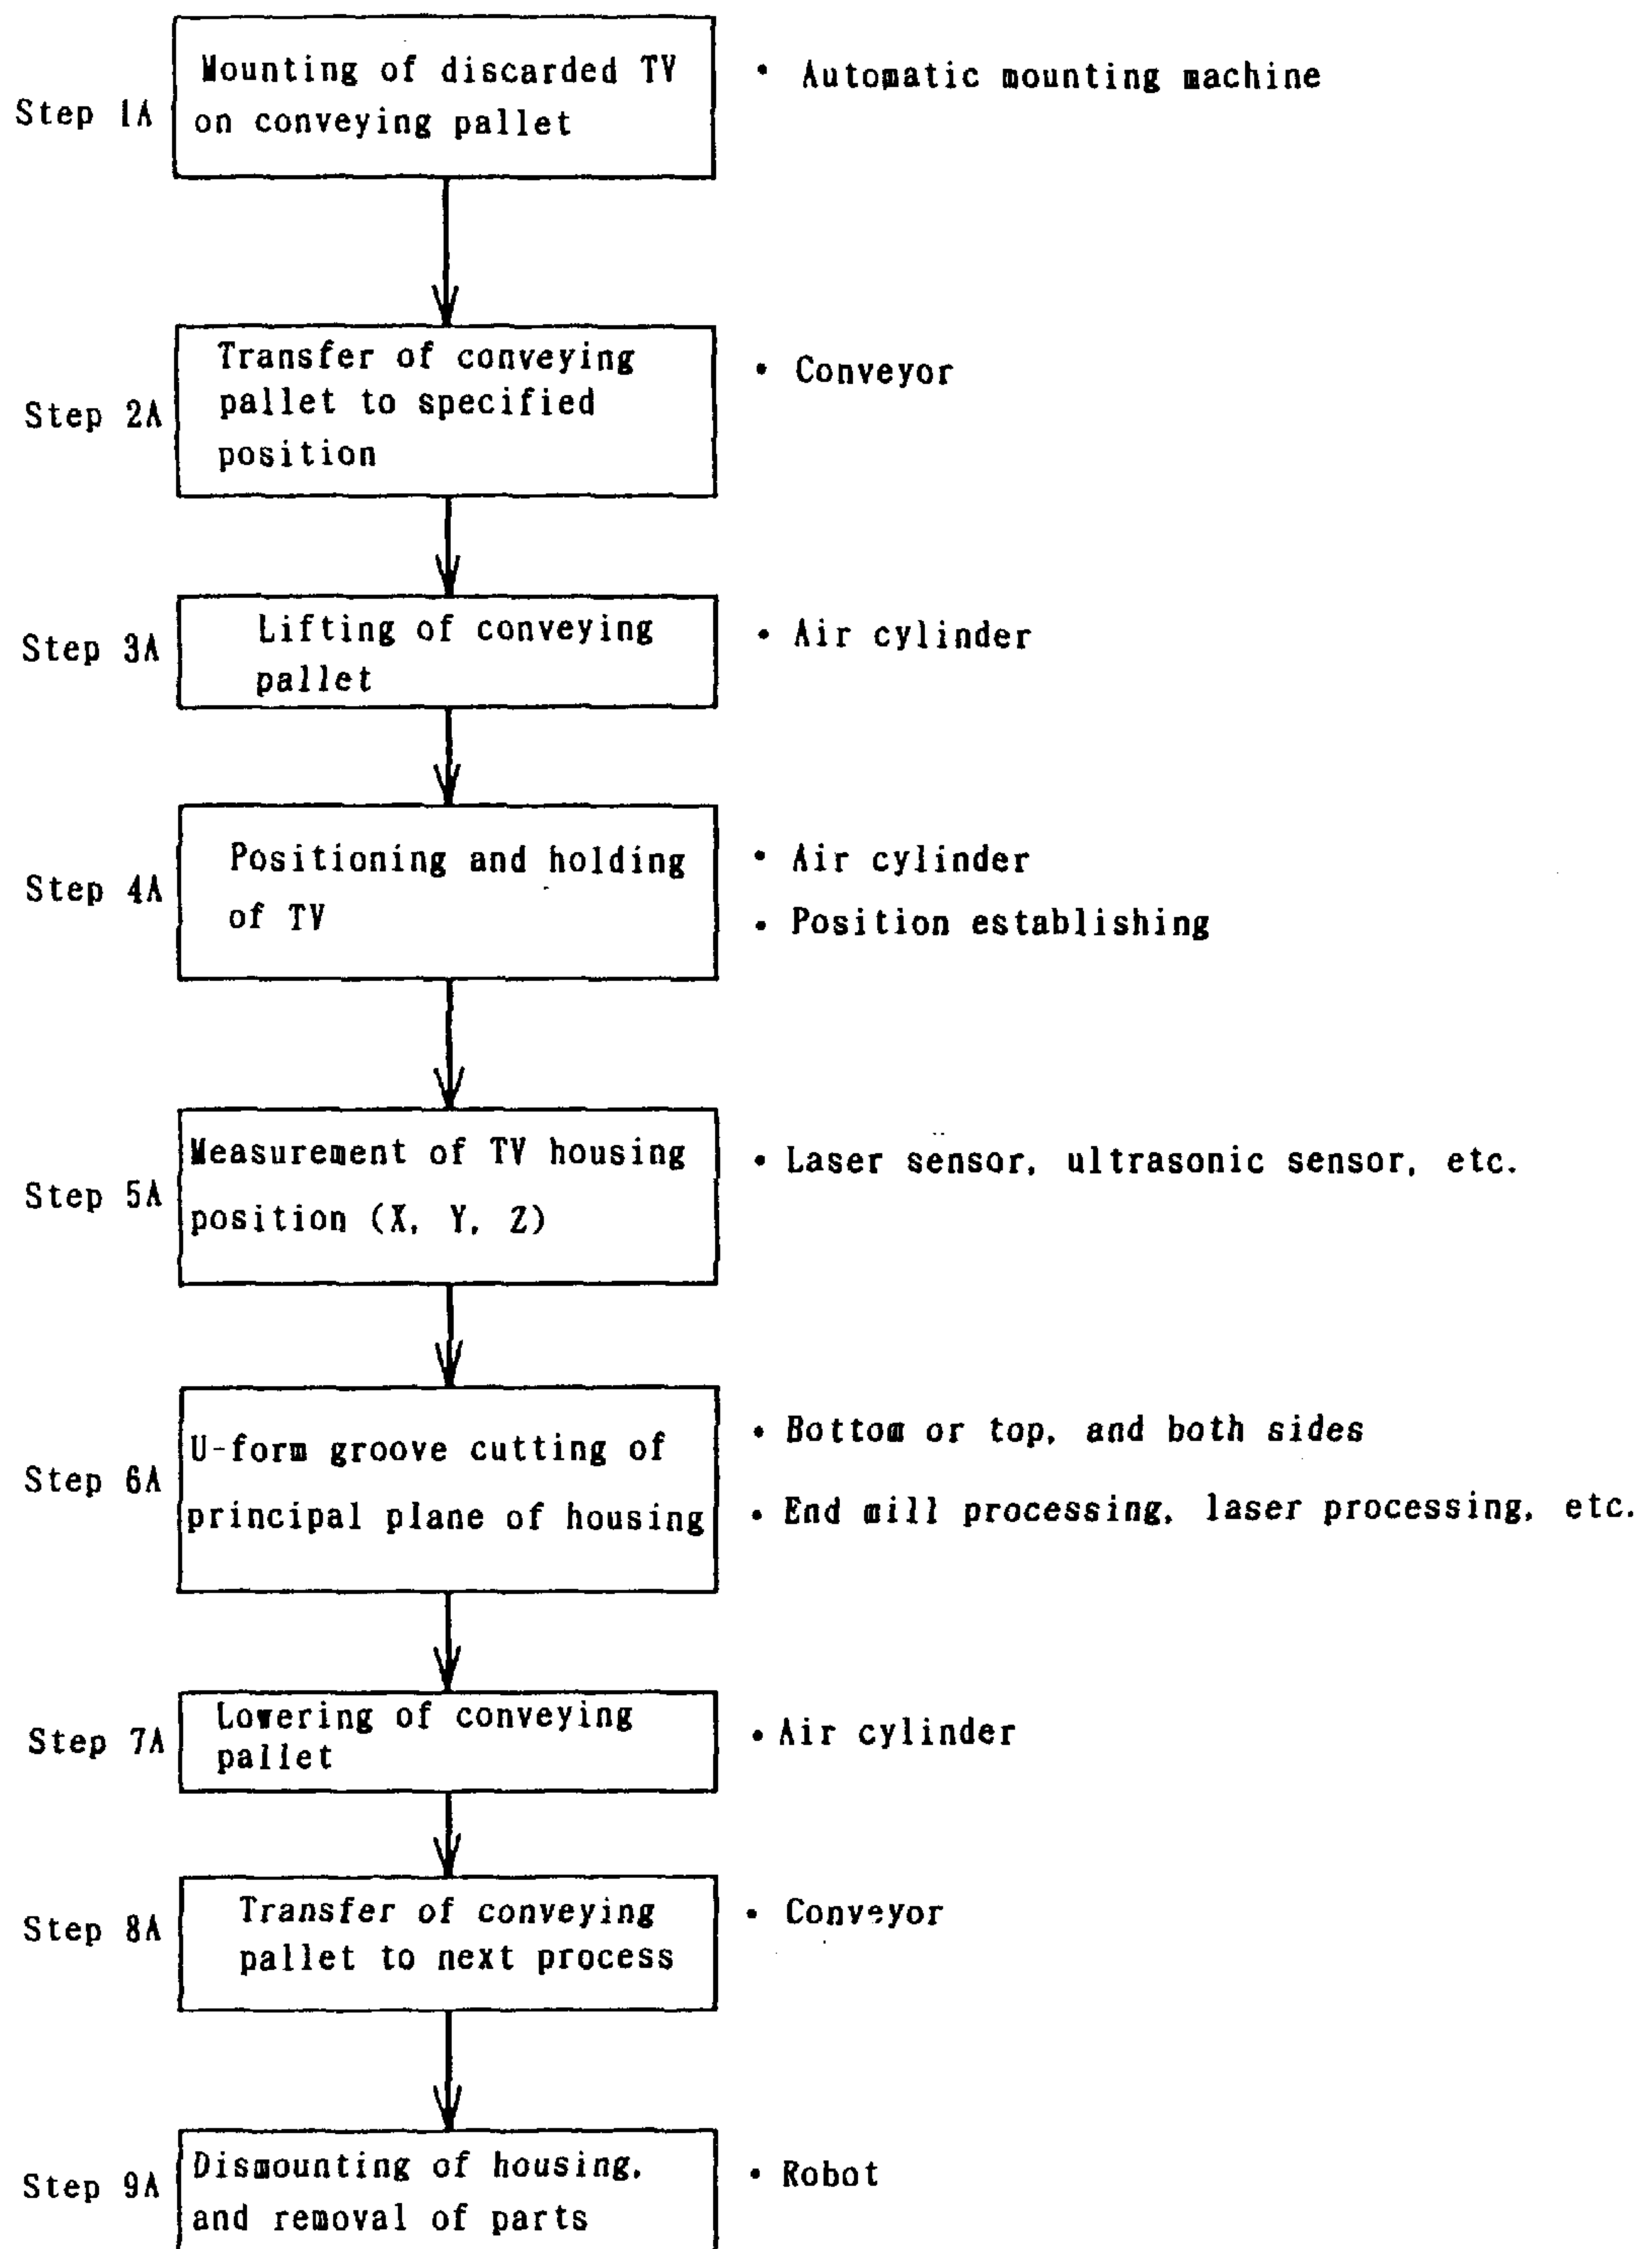 Mounting of discarded TV
on conveying pallet
Step 1A
• Automatic mounting machine
Transfer of conveying
pallet to specified
position
Step 2A
• Conveyor
Lifting of conveying
pallet
Step 3A
• Air cylinder
Positioning and holding
of TV
Step 4A
• Air cylinder
• Position establishing
Measurement of TV housing
position (X, Y, Z)
Step 5A
• Laser sensor, ultrasonic sensor, etc.
U-form groove cutting of
principal plane of housing
Step 6A
• Bottom or top, and both sides
• End mill processing, laser processing, etc.
Lowering of conveying
pallet
Step 7A
• Air cylinder
Transfer of conveying
pallet to next process
Step 8A
• Conveyor
Dismounting of housing,
and removal of parts
Step 9A
• Robot